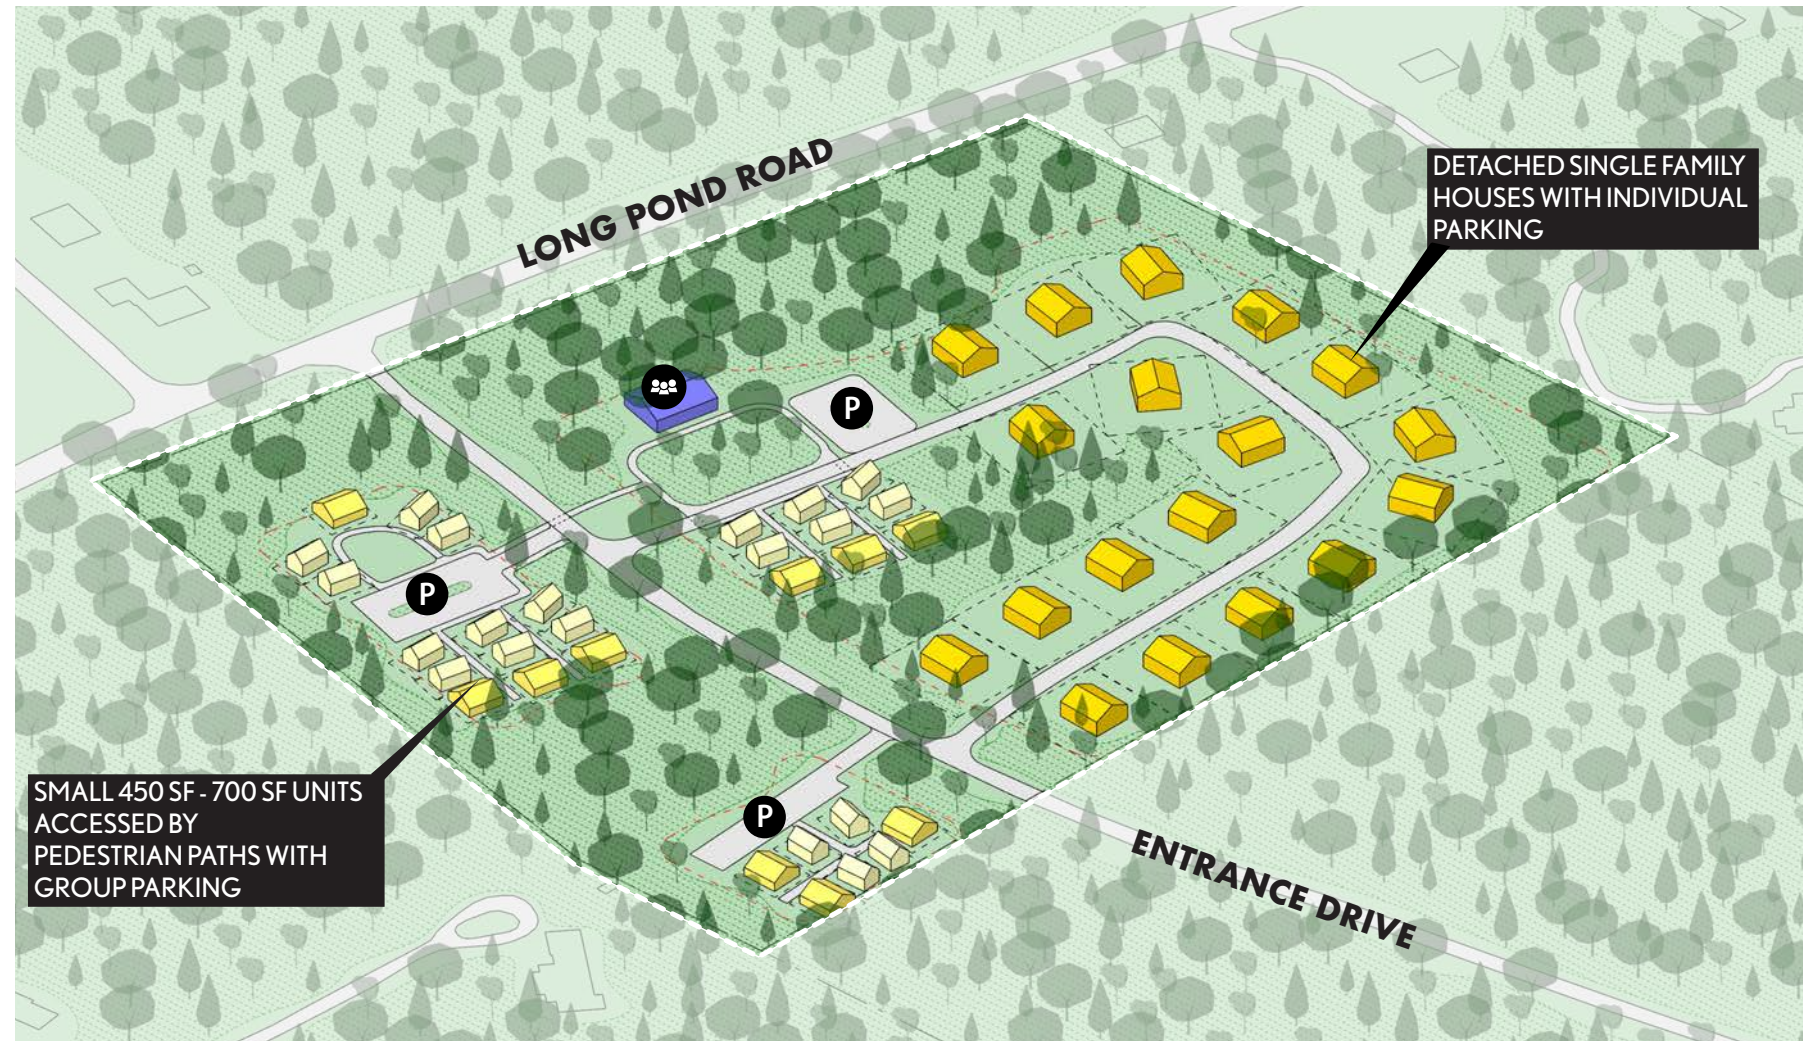 LONG POND ROAD
DETACHED SINGLE FAMILY
HOUSES WITH INDIVIDUAL
PARKING
P
P
SMALL 450 SF - 700 SF UNITS
ACCESSED BY
PEDESTRIAN PATHS WITH
GROUP PARKING
P
ENTRANCE DRIVE